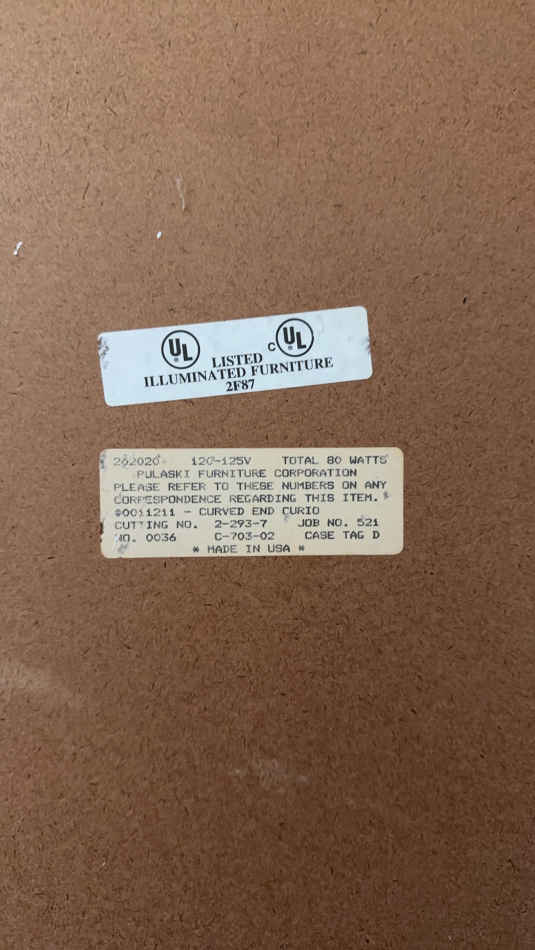 UL C UL
LISTED
ILLUMINATED FURNITURE
2F87
202020 120-125V TOTAL 80 WATTS
PULASKI FURNITURE CORPORATION
PLEASE REFER TO THESE NUMBERS ON ANY
CORRESPONDENCE REGARDING THIS ITEM.
00011211 - CURVED END CURIO
CUTTING NO. 2-293-7 JOB NO. 521
NO. 0036 C-703-02 CASE TAG D
* MADE IN USA *